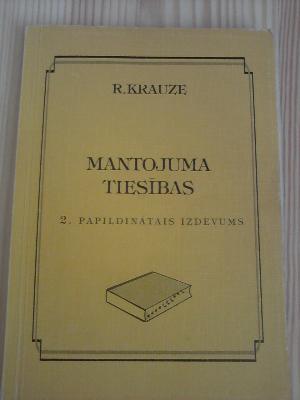 R. KRAUZE
MANTOJUMA
TIESĪBAS
2. PAPILDINĀTAIS IZDEVUMS